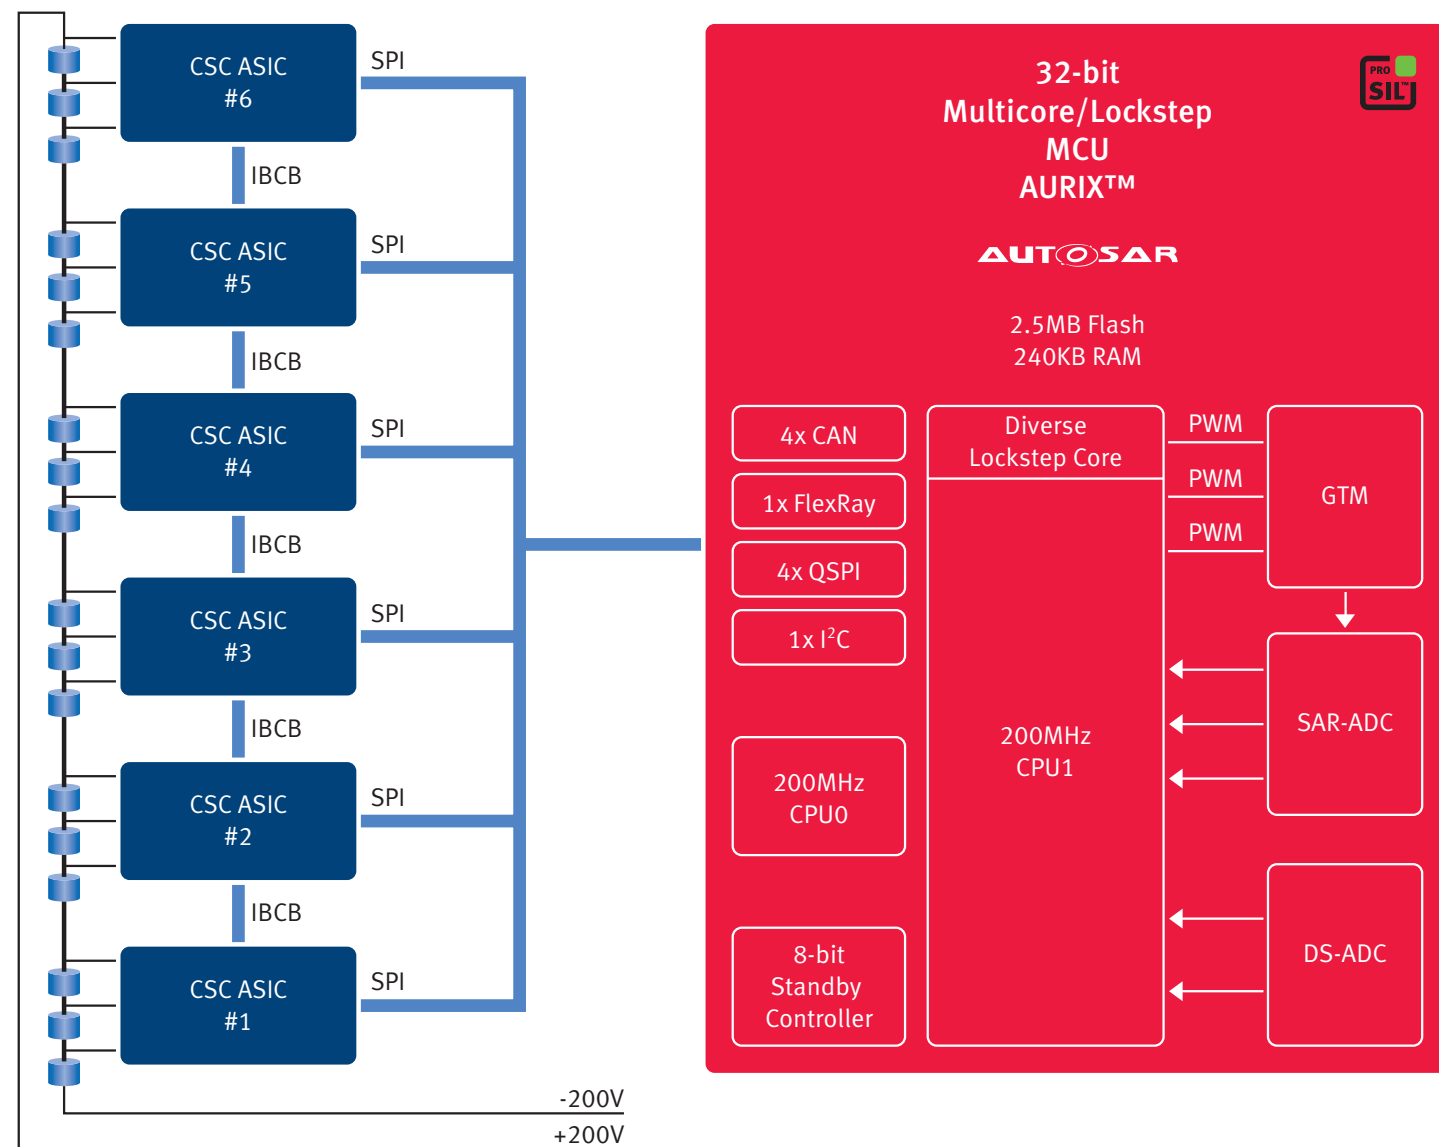 CSC ASIC
#6
SPI
IBCB
CSC ASIC
#5
SPI
IBCB
CSC ASIC
#4
SPI
IBCB
CSC ASIC
#3
SPI
IBCB
CSC ASIC
#2
SPI
IBCB
CSC ASIC
#1
SPI
-200V
+200V
32-bit
Multicore/Lockstep
MCU
AURIX™
PRO
SIL™
AUTOSAR
2.5MB Flash
240KB RAM
4x CAN
1x FlexRay
4x QSPI
1x I²C
200MHz
CPU0
8-bit
Standby
Controller
Diverse
Lockstep Core
200MHz
CPU1
PWM
PWM
PWM
GTM
SAR-ADC
DS-ADC